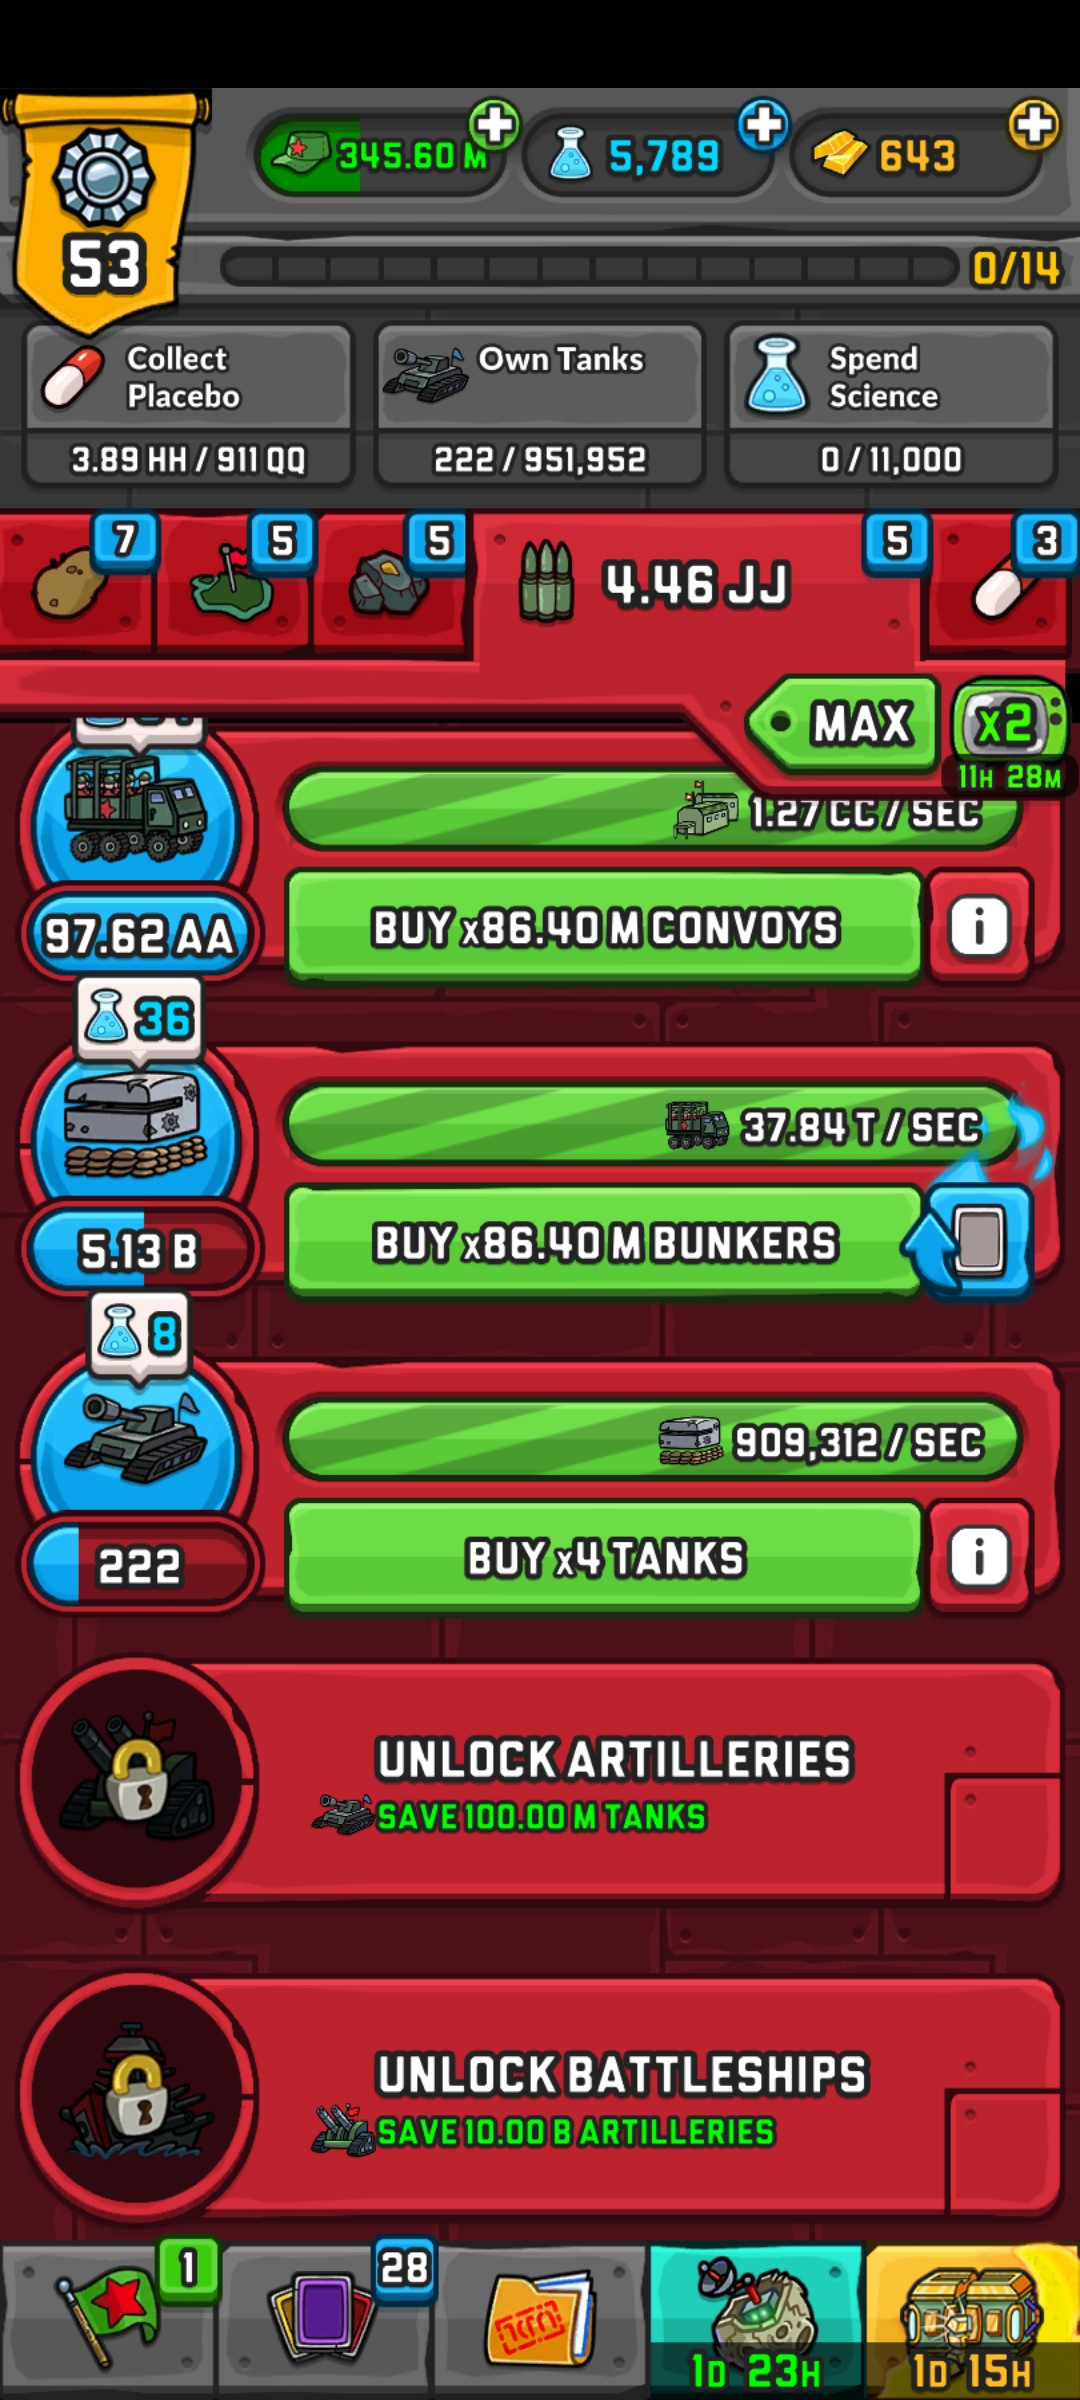 345.60 M
5,789
643
53
0/14
Collect
Placebo
Own Tanks
Spend
Science
3.89 HH / 911 QQ
222 / 951,952
0 / 11,000
7
5
5
4.46 JJ
5
3
MAX
x2
11H 28M
1.27 CC / SEC
97.62 AA
BUY x86.40 M CONVOYS
i
36
37.84 T / SEC
5.13 B
BUY x86.40 M BUNKERS
8
909,312 / SEC
222
BUY x4 TANKS
i
UNLOCK ARTILLERIES
SAVE 100.00 M TANKS
UNLOCK BATTLESHIPS
SAVE 10.00 B ARTILLERIES
1
28
1D 23H
1D 15H